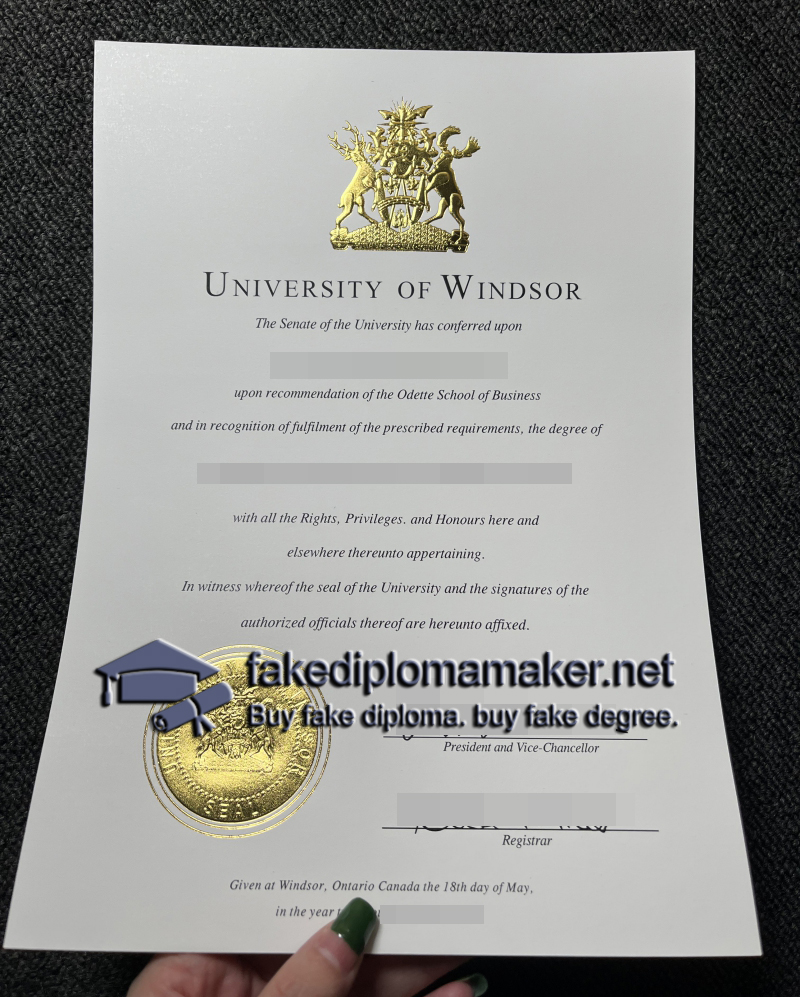 UNIVERSITY OF WINDSOR
The Senate of the University has conferred upon
upon recommendation of the Odette School of Business
and in recognition of fulfilment of the prescribed requirements, the degree of
with all the Rights, Privileges. and Honours here and
elsewhere thereunto appertaining.
In witness whereof the seal of the University and the signatures of the
authorized officials thereof are hereunto affixed.
fakediplomamaker.net
Buy fake diploma. buy fake degree.
SEAL
President and Vice-Chancellor
Registrar
Given at Windsor, Ontario Canada the 18th day of May,
in the year